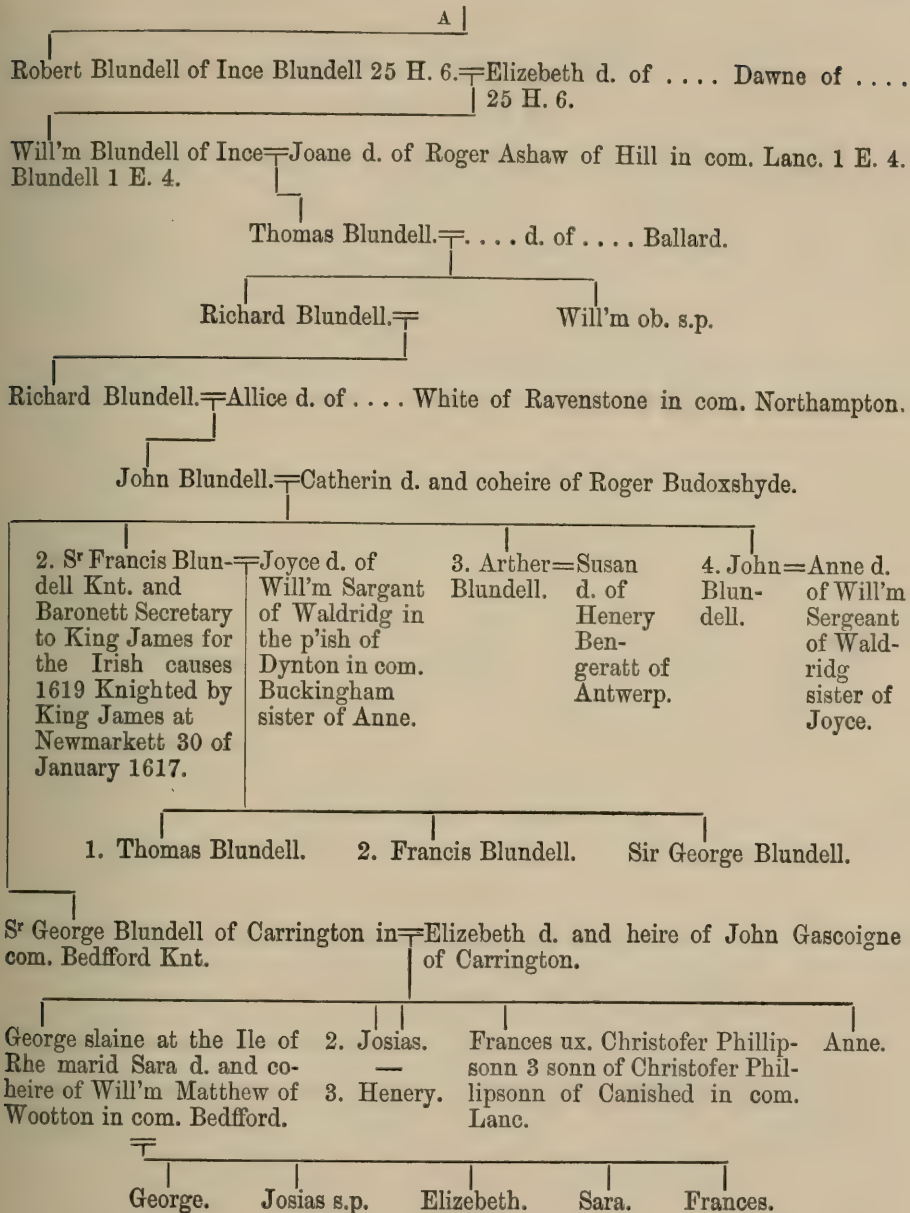 A
Robert Blundell of Ince Blundell 25 H. 6.=Elizebeth d. of .... Dawne of ....
25 H. 6.
Will'm Blundell of Ince=Joane d. of Roger Ashaw of Hill in com. Lanc. 1 E. 4.
Blundell 1 E. 4.
Thomas Blundell.=.... d. of .... Ballard.
Richard Blundell.=
Will'm ob. s.p.
Richard Blundell.=Allice d. of .... White of Ravenstone in com. Northampton.
John Blundell.=Catherin d. and coheire of Roger Budoxshyde.
2. Sʳ Francis Blun-
dell Knt. and
Baronett Secretary
to King James for
the Irish causes
1619 Knighted by
King James at
Newmarkett 30 of
January 1617.
=Joyce d. of
Will'm Sargant
of Waldridg in
the p'ish of
Dynton in com.
Buckingham
sister of Anne.
3. Arther
Blundell.
=Susan
d. of
Henery
Ben-
geratt of
Antwerp.
4. John
Blun-
dell.
=Anne d.
of Will'm
Sergeant
of Wald-
ridg
sister of
Joyce.
1. Thomas Blundell.
2. Francis Blundell.
Sir George Blundell.
Sʳ George Blundell of Carrington in=Elizebeth d. and heire of John Gascoigne
com. Bedfford Knt.
of Carrington.
George slaine at the Ile of
Rhe marid Sara d. and co-
heire of Will'm Matthew of
Wootton in com. Bedfford.
2. Josias.
—
3. Henery.
Frances ux. Christofer Phillip-
sonn 3 sonn of Christofer Phil-
lipsonn of Canished in com.
Lanc.
Anne.
George.
Josias s.p.
Elizebeth.
Sara.
Frances.